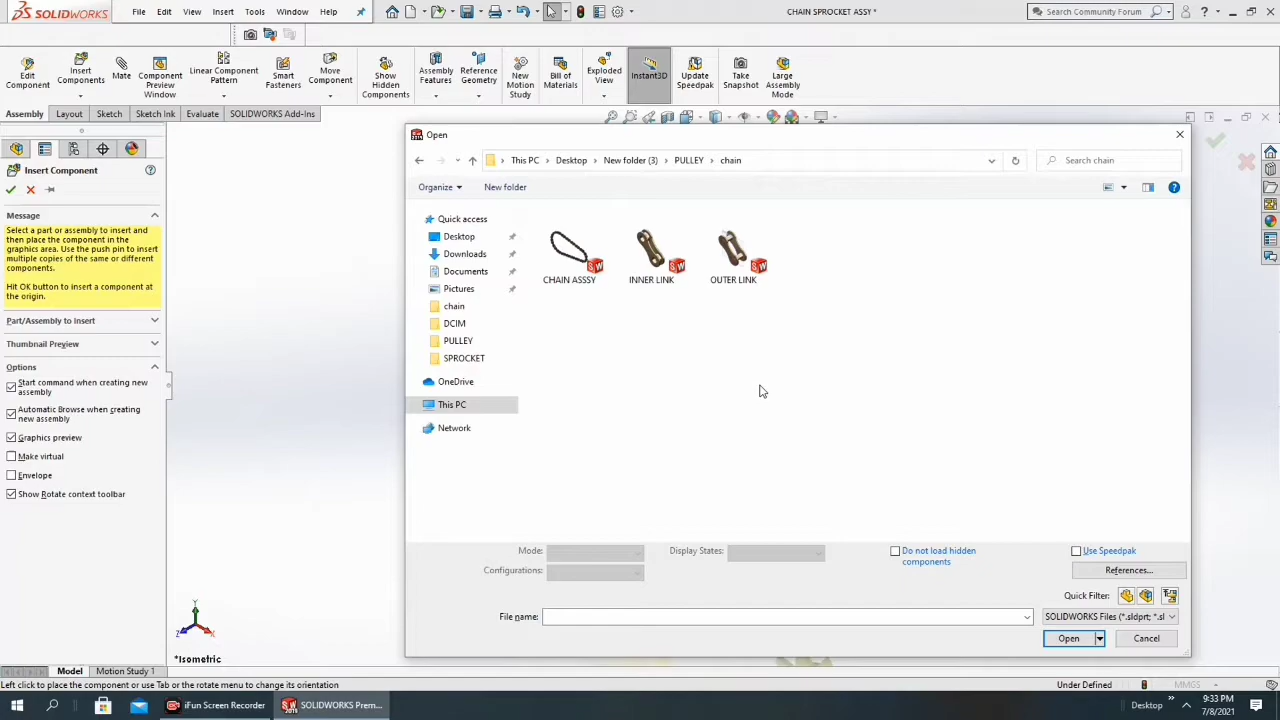 SOLIDWORKS
File Edit View Insert Tools Window Help
CHAIN SPROCKET ASSY *
Search Community Forum
Edit Component
Insert Components
Mate
Component Preview Window
Linear Component Pattern
Smart Fasteners
Move Component
Show Hidden Components
Assembly Features
Reference Geometry
New Motion Study
Bill of Materials
Exploded View
Instant3D
Update Speedpak
Take Snapshot
Large Assembly Mode
Assembly Layout Sketch Sketch Ink Evaluate SOLIDWORKS Add-Ins
Insert Component
Message
Select a part or assembly to insert and
then place the component in the
graphics area. Use the push pin to insert
multiple copies of the same or different
components.
Hit OK button to insert a component at
the origin.
Part/Assembly to Insert
Thumbnail Preview
Options
Start command when creating new
assembly
Automatic Browse when creating
new assembly
Graphics preview
Make virtual
Envelope
Show Rotate context toolbar
Open
This PC > Desktop > New folder (3) > PULLEY > chain
Search chain
Organize New folder
Quick access
Desktop
Downloads
Documents
Pictures
chain
DCIM
PULLEY
SPROCKET
OneDrive
This PC
Network
CHAIN ASSSY INNER LINK OUTER LINK
Mode: Display States:
Configurations:
Do not load hidden
components
Use Speedpak
References...
Quick Filter:
File name: SOLIDWORKS Files (*.sldprt; *.sl
Open Cancel
Y
Z X
*Isometric
Model Motion Study 1
Left click to place the component or use Tab or the rotate menu to change its orientation
Under Defined MMGS -
iFun Screen Recorder SOLIDWORKS Prem...
Desktop 9:33 PM
7/8/2021